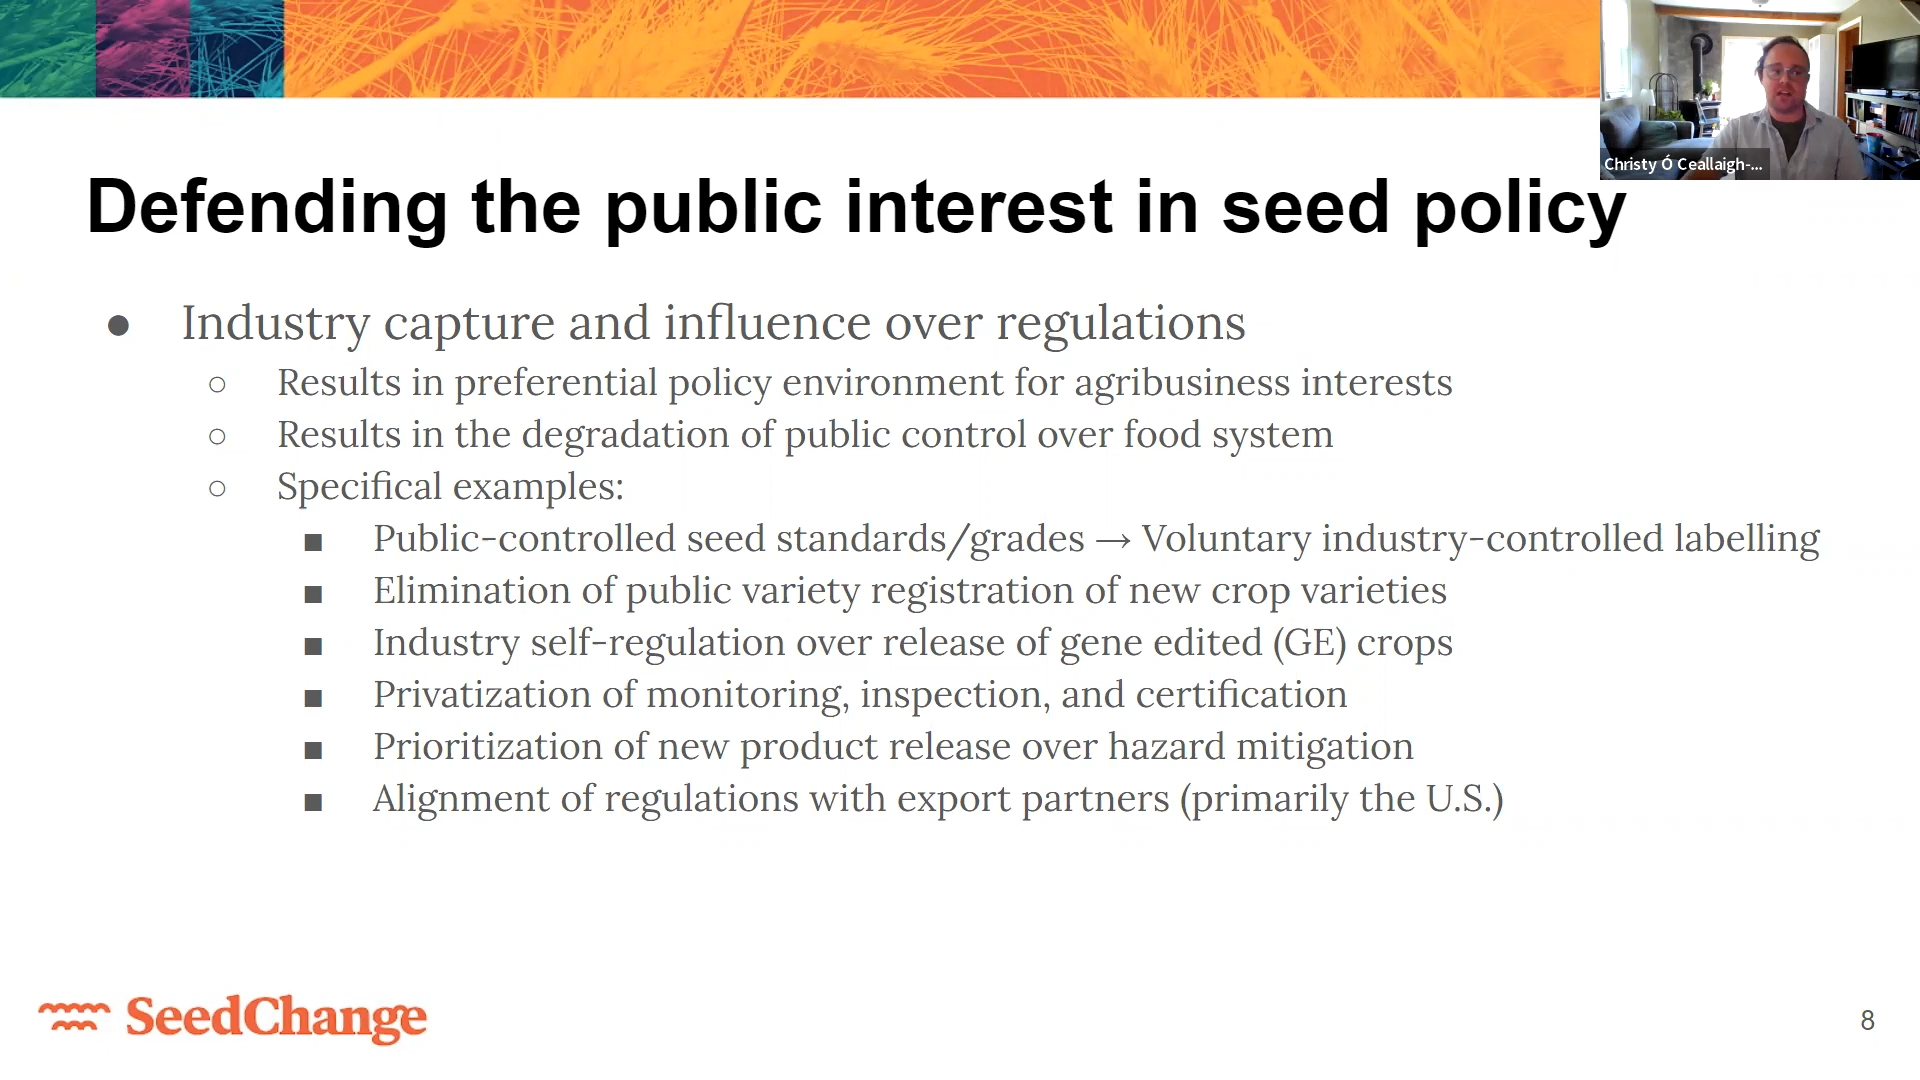 Christy Ó Ceallaigh-...
Defending the public interest in seed policy
● Industry capture and influence over regulations
○ Results in preferential policy environment for agribusiness interests
○ Results in the degradation of public control over food system
○ Specifical examples:
■ Public-controlled seed standards/grades → Voluntary industry-controlled labelling
■ Elimination of public variety registration of new crop varieties
■ Industry self-regulation over release of gene edited (GE) crops
■ Privatization of monitoring, inspection, and certification
■ Prioritization of new product release over hazard mitigation
■ Alignment of regulations with export partners (primarily the U.S.)
SeedChange
8